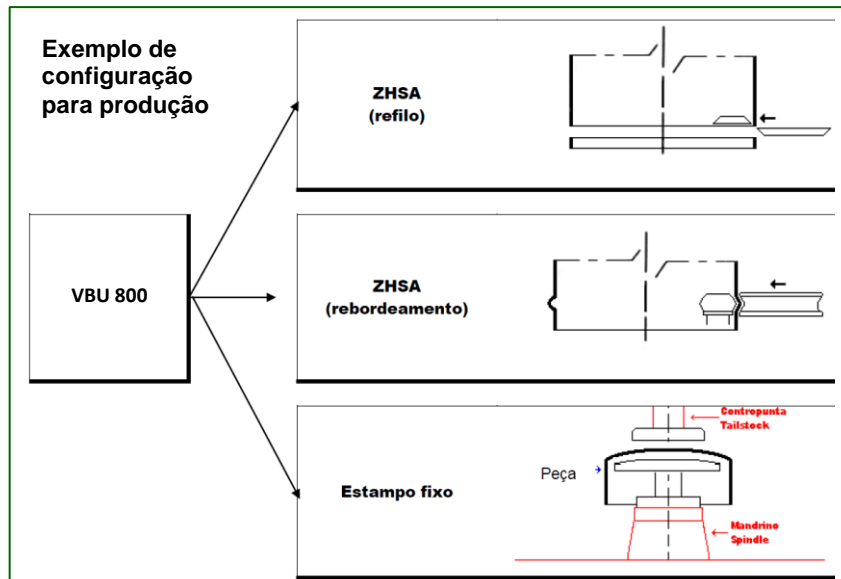 Exemplo de
configuração
para produção
ZHSA
(refilo)
VBU 800
ZHSA
(rebordeamento)
Estampo fixo
Contropunta
Tailstock
Peça
Mandrino
Spindle